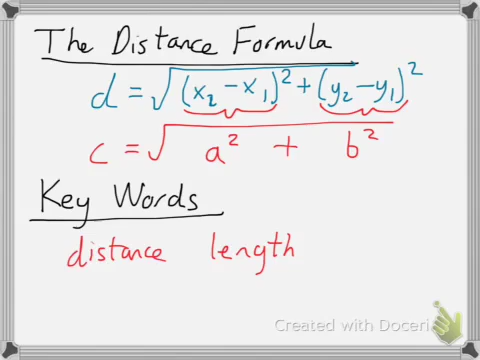 The Distance Formula
d = √(x₂ − x₁)² + (y₂ − y₁)²
c = √a² + b²
Key Words
distance length
Created with Doceri